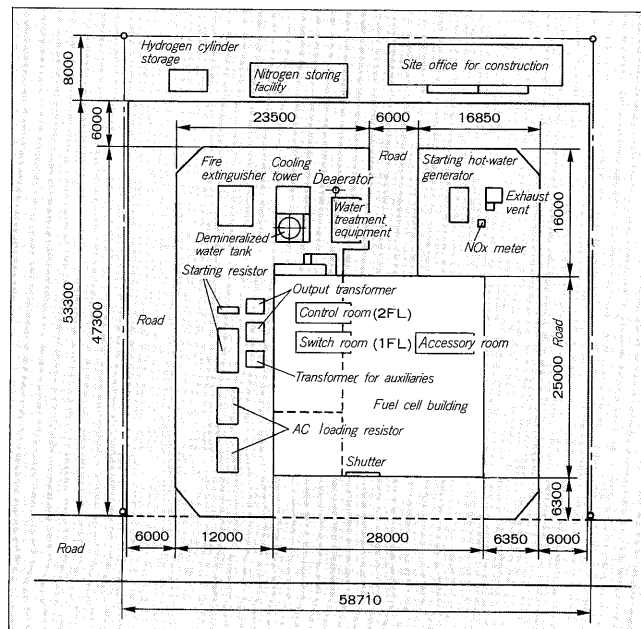 Hydrogen cylinder
storage
Nitrogen storing
facility
Site office for construction
8000
6000
23500
6000
16850
Road
Fire
extinguisher
Cooling
tower
Deaerator
Water
treatment
equipment
Starting hot-water
generator
Exhaust
vent
NOx meter
16000
Demineralized
water tank
Starting resistor
Output transformer
Control room (2FL)
Switch room (1FL)
Accessory room
53300
47300
Road
Road
25000
Transformer for auxiliaries
Fuel cell building
AC loading resistor
Shutter
6300
Road
6000
12000
28000
6350
6000
58710